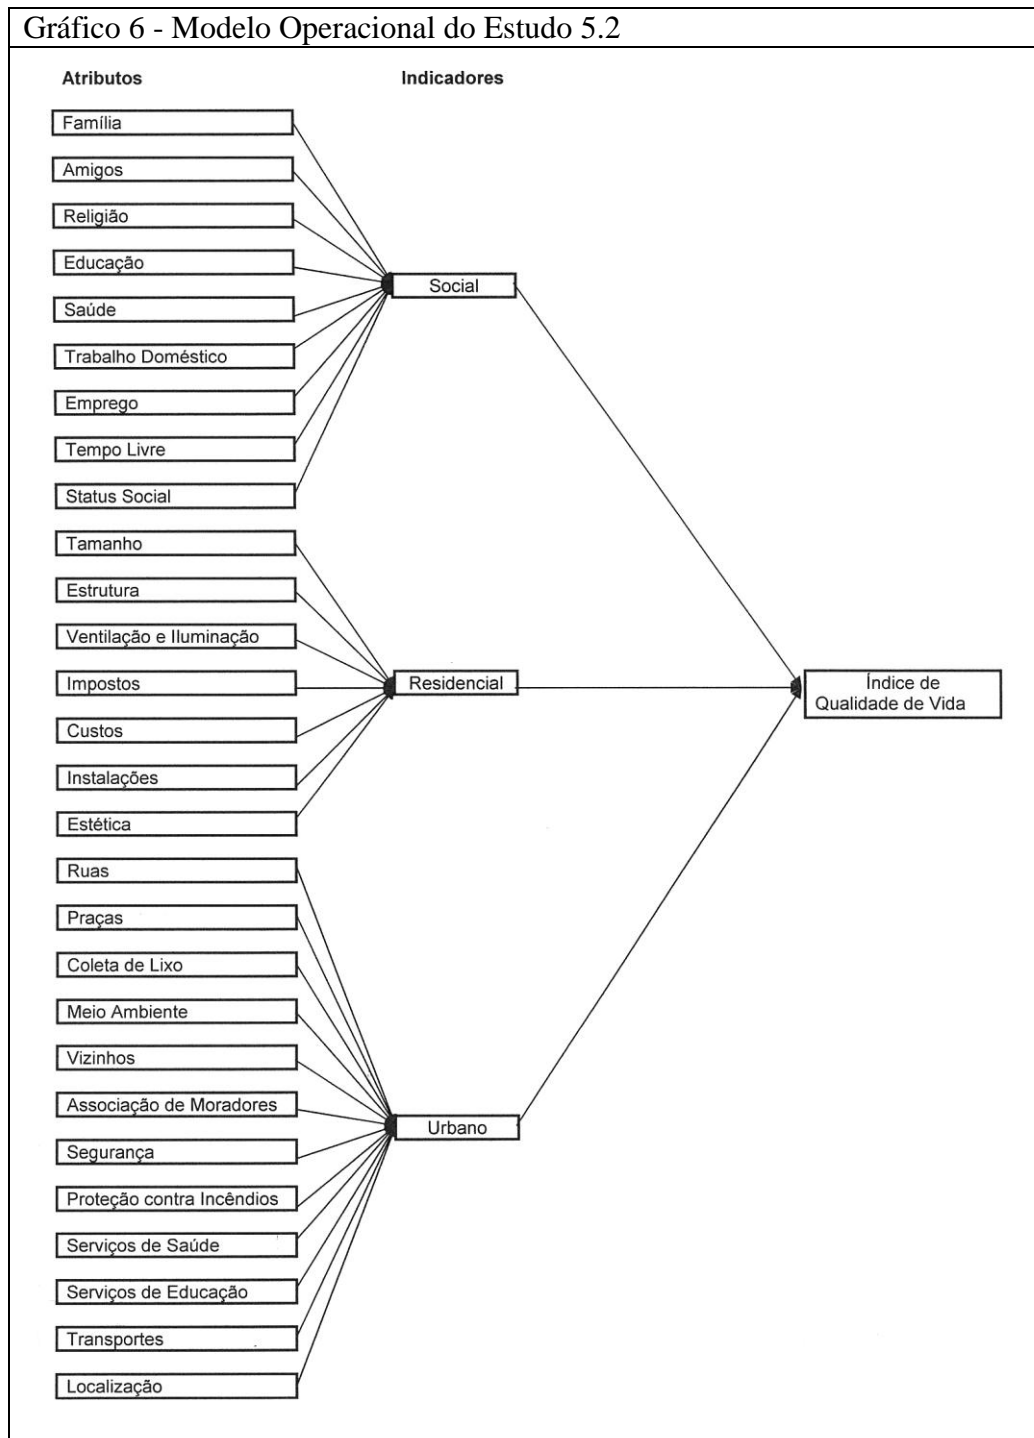 Gráfico 6 - Modelo Operacional do Estudo 5.2
Atributos
Indicadores
Família
Amigos
Religião
Educação
Saúde
Trabalho Doméstico
Emprego
Tempo Livre
Status Social
Social
Tamanho
Estrutura
Ventilação e Iluminação
Impostos
Custos
Instalações
Estética
Residencial
Ruas
Praças
Coleta de Lixo
Meio Ambiente
Vizinhos
Associação de Moradores
Segurança
Proteção contra Incêndios
Serviços de Saúde
Serviços de Educação
Transportes
Localização
Urbano
Índice de
Qualidade de Vida